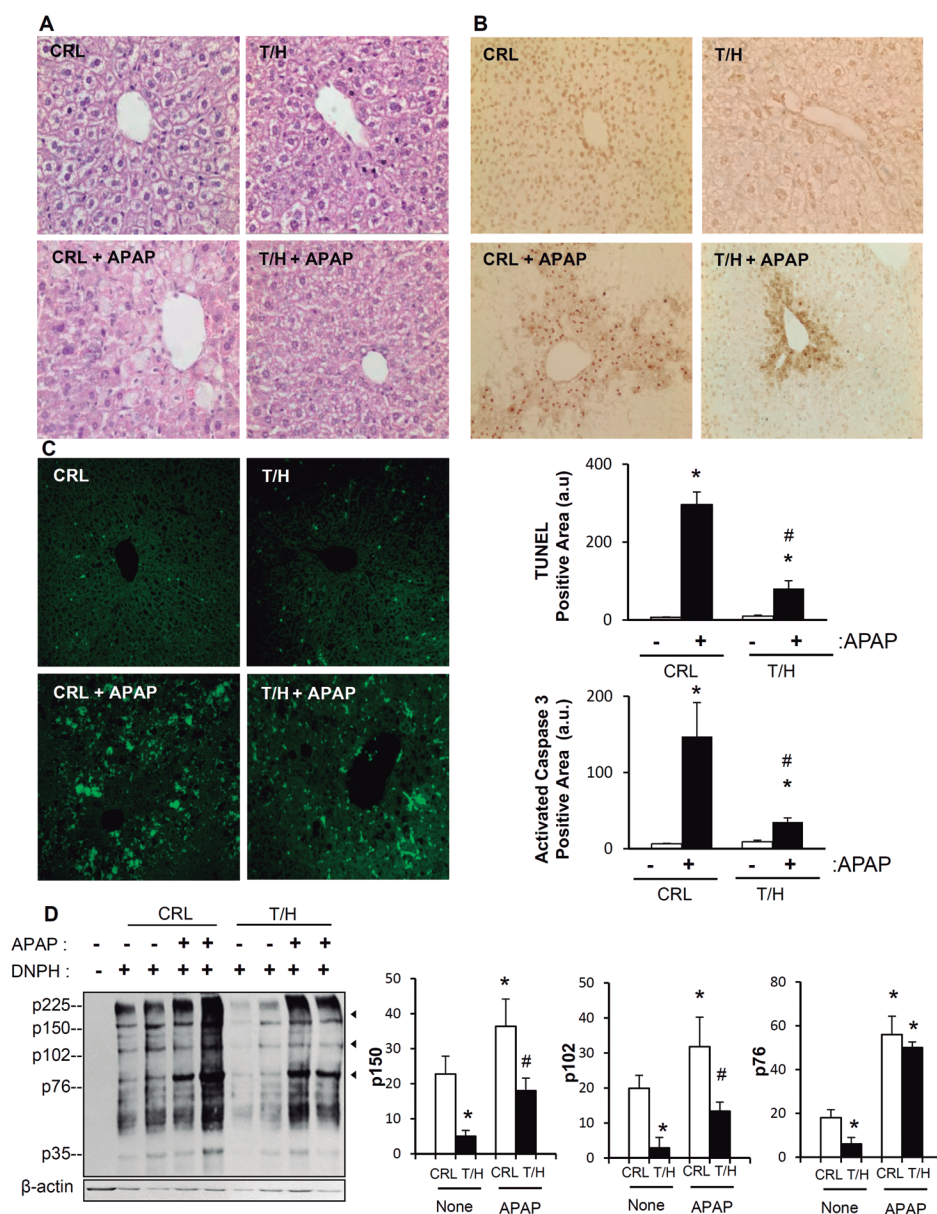 A
CRL
T/H
CRL + APAP
T/H + APAP
B
CRL
T/H
CRL + APAP
T/H + APAP
C
CRL
T/H
CRL + APAP
T/H + APAP
TUNEL
Positive Area (a.u)
400
200
0
*
#
*
- + - + :APAP
CRL T/H
Activated Caspase 3
Positive Area (a.u.)
200
100
0
*
#
*
- + - + :APAP
CRL T/H
D
CRL T/H
APAP : - - - + + - - + +
DNPH : - + + + + + + + +
p225--
p150--
p102--
p76--
p35--
β-actin
p150
50
40
30
20
10
0
*
*
#
CRL T/H CRL T/H
None APAP
p102
50
40
30
20
10
0
*
*
#
CRL T/H CRL T/H
None APAP
p76
80
60
40
20
0
*
*
*
CRL T/H CRL T/H
None APAP